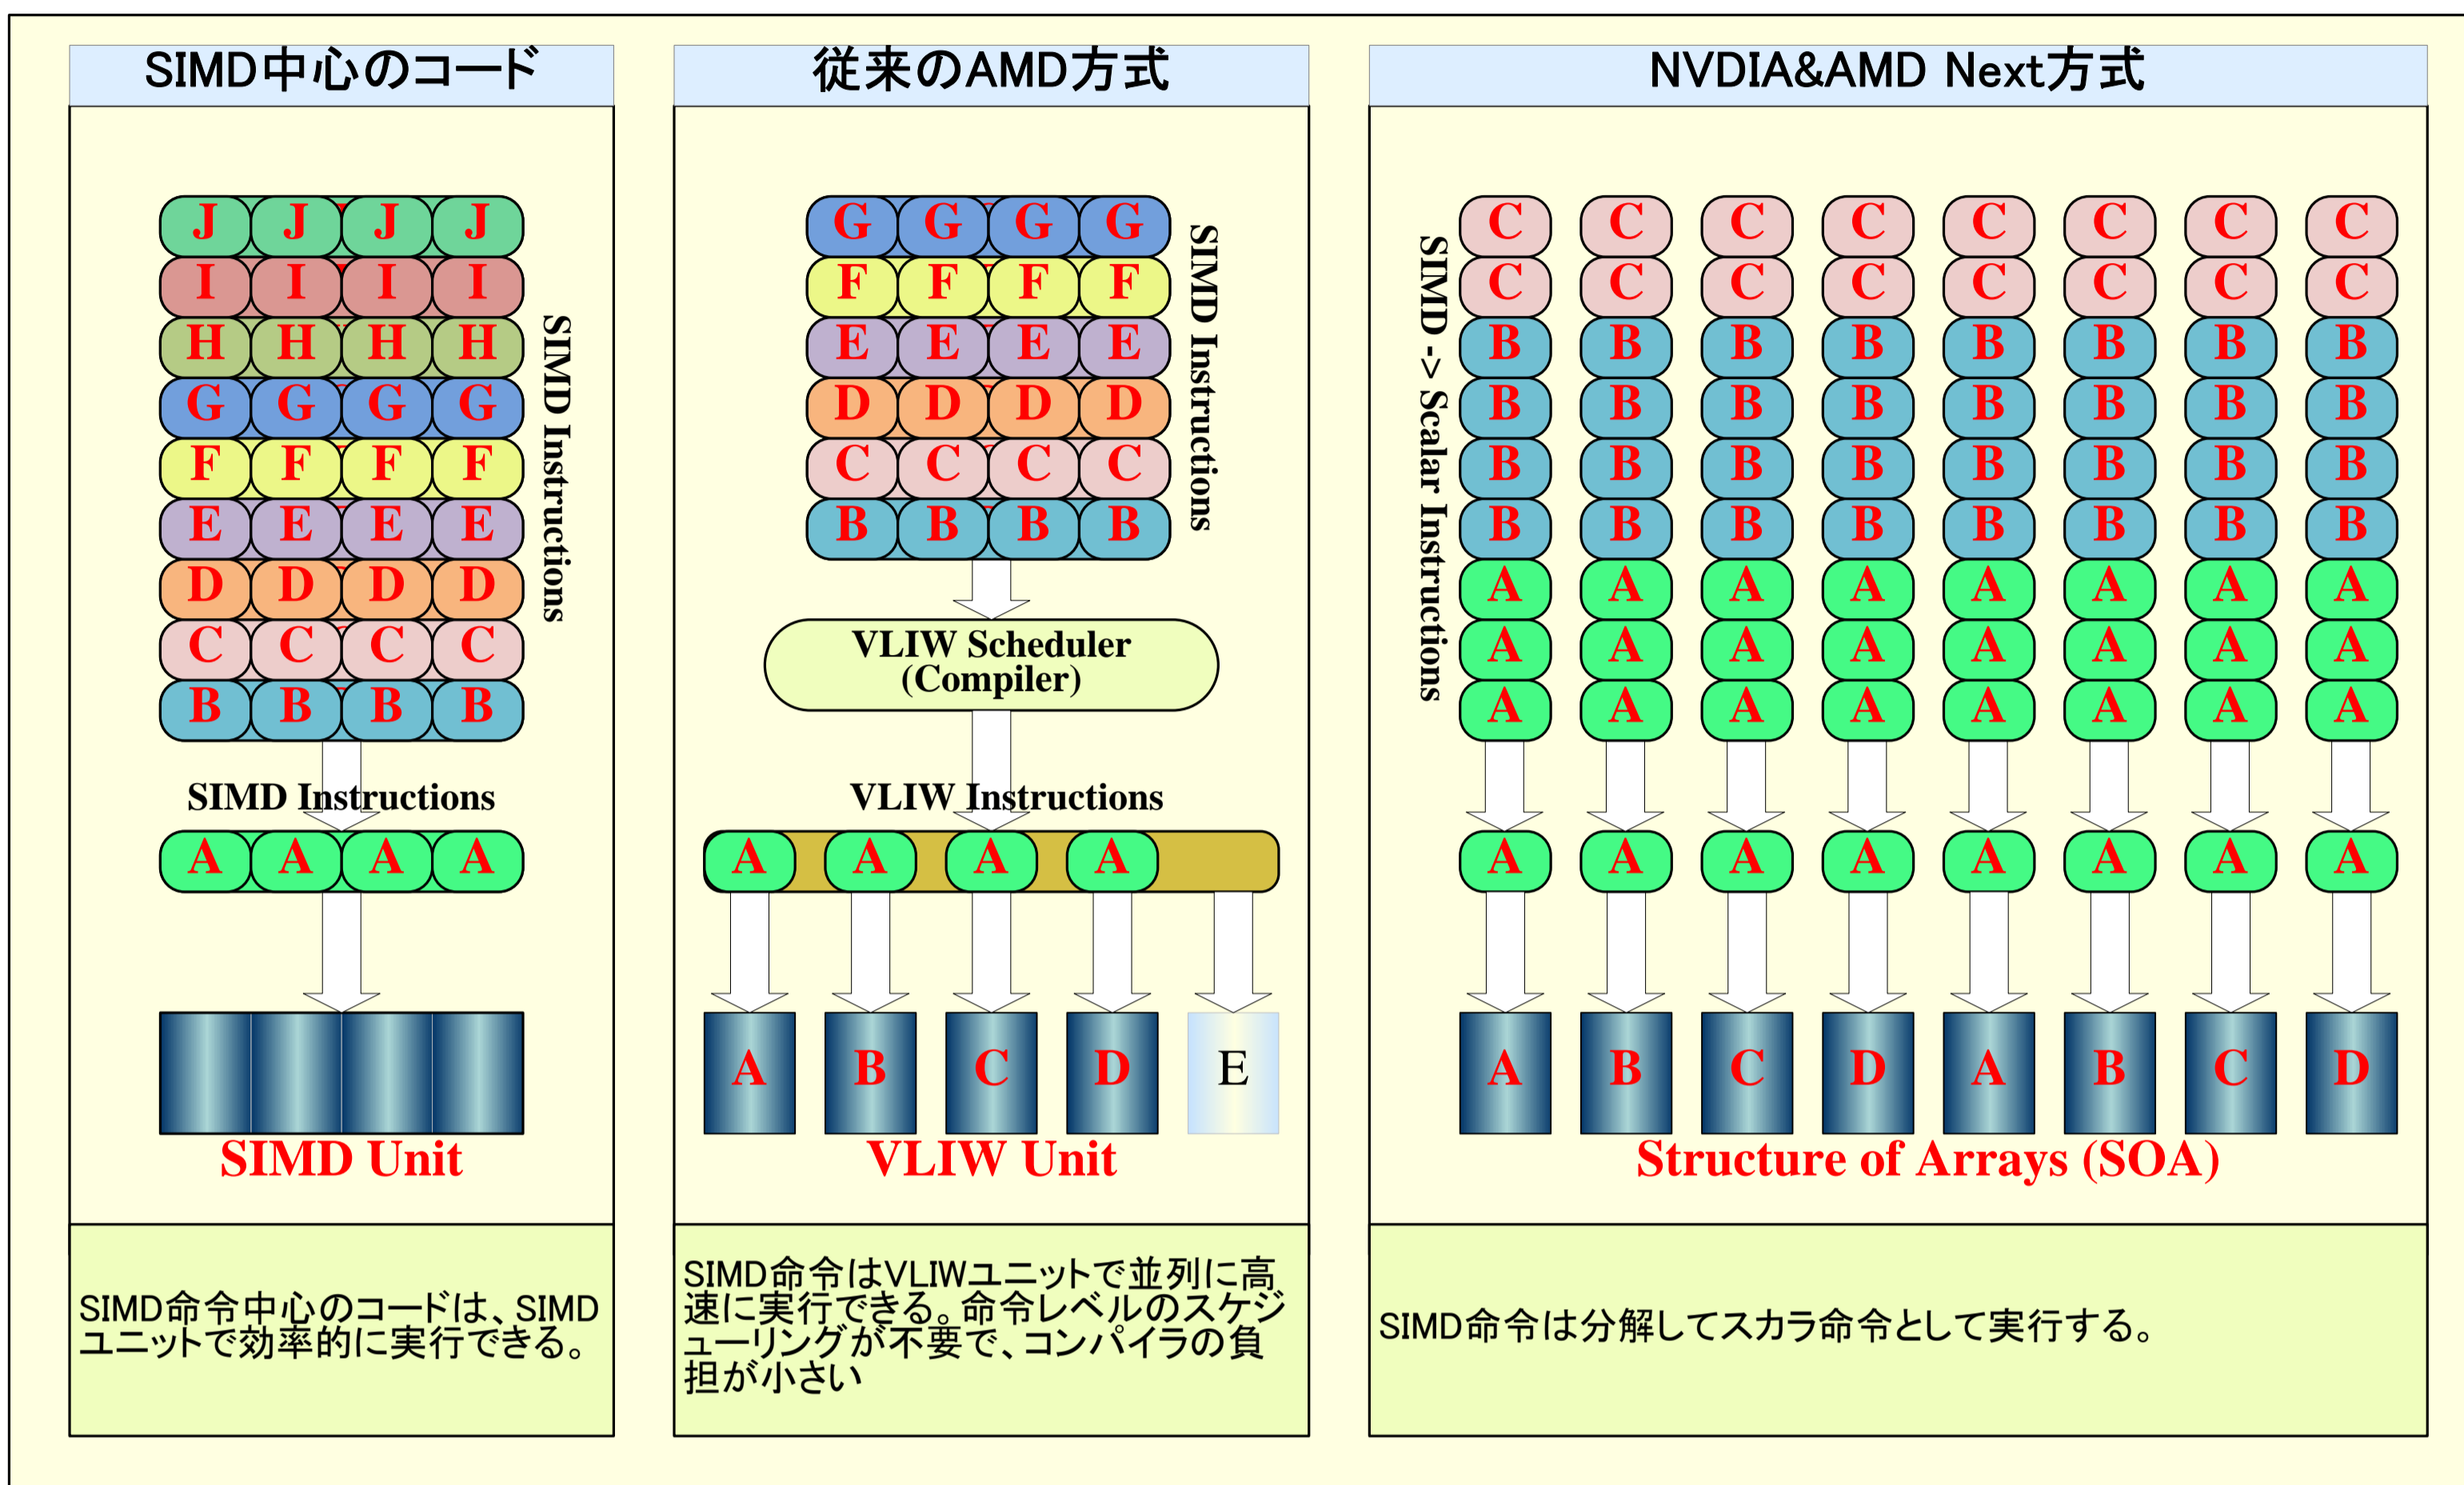 SIMD中心のコード
J J J J
I I I I
H H H H
G G G G
F F F F
E E E E
D D D D
C C C C
B B B B
SIMD Instructions
SIMD Instructions
A A A A
SIMD Unit
SIMD命令中心のコードは、SIMD
ユニットで効率的に実行できる。
従来のAMD方式
G G G G
F F F F
E E E E
D D D D
C C C C
B B B B
SIMD Instructions
VLIW Scheduler
(Compiler)
VLIW Instructions
A A A A
A B C D E
VLIW Unit
SIMD命令はVLIWユニットで並列に高
速に実行できる。命令レベルのスケジ
ューリングが不要で、コンパイラの負
担が小さい
NVDIA&AMD Next方式
SIMD -> Scalar Instructions
C C C C C C C C
C C C C C C C C
B B B B B B B B
B B B B B B B B
B B B B B B B B
B B B B B B B B
A A A A A A A A
A A A A A A A A
A A A A A A A A
A A A A A A A A
A B C D A B C D
Structure of Arrays (SOA)
SIMD命令は分解してスカラ命令として実行する。